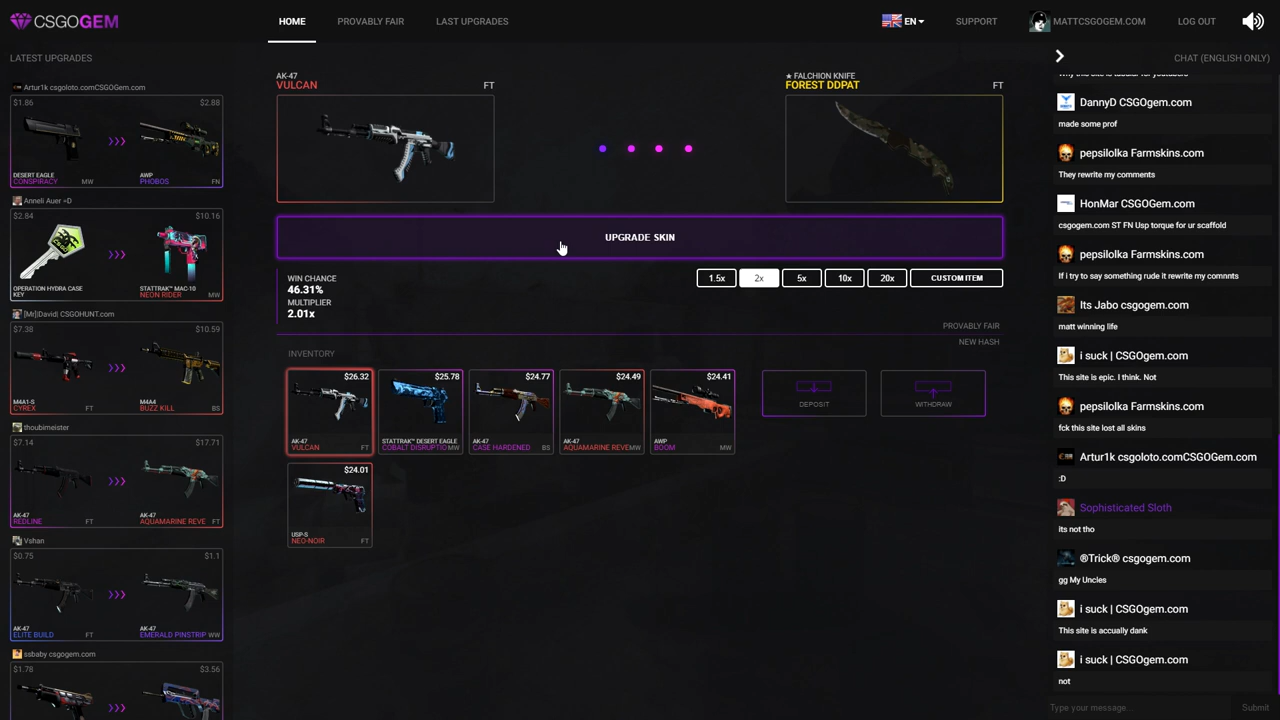 CSGOGEM
HOME
PROVABLY FAIR
LAST UPGRADES
EN
SUPPORT
MATTCSGOGEM.COM
LOG OUT
LATEST UPGRADES
Artur1k csgoloto.comCSGOGem.com
$1.86
$2.88
DESERT EAGLE
CONSPIRACY
MW
AWP
PHOBOS
FN
Anneli Auer =D
$2.84
$10.16
OPERATION HYDRA CASE
KEY
STATTRAK™ MAC-10
NEON RIDER
MW
[Mr]|David| CSGOHUNT.com
$7.38
$10.59
M4A1-S
CYREX
FT
M4A4
BUZZ KILL
BS
thoubimeister
$7.14
$17.71
AK-47
REDLINE
FT
AK-47
AQUAMARINE REVE
FT
Vshan
$0.75
$1.1
AK-47
ELITE BUILD
FT
AK-47
EMERALD PINSTRIP
WW
ssbaby csgogem.com
$1.78
$3.56
AK-47
VULCAN
FT
★ FALCHION KNIFE
FOREST DDPAT
FT
UPGRADE SKIN
WIN CHANCE
46.31%
MULTIPLIER
2.01x
1.5x
2x
5x
10x
20x
CUSTOM ITEM
PROVABLY FAIR
NEW HASH
INVENTORY
$26.32
AK-47
VULCAN
FT
$25.78
STATTRAK™ DESERT EAGLE
COBALT DISRUPTIO
MW
$24.77
AK-47
CASE HARDENED
BS
$24.49
AK-47
AQUAMARINE REVE
MW
$24.41
AWP
BOOM
MW
$24.01
USP-S
NEO-NOIR
FT
DEPOSIT
WITHDRAW
CHAT (ENGLISH ONLY)
DannyD CSGOgem.com
made some prof
pepsilolka Farmskins.com
They rewrite my comments
HonMar CSGOGem.com
csgogem.com ST FN Usp torque for ur scaffold
pepsilolka Farmskins.com
If i try to say something rude it rewrite my comnnts
Its Jabo csgogem.com
matt winning life
i suck | CSGOgem.com
This site is epic. I think. Not
pepsilolka Farmskins.com
fck this site lost all skins
Artur1k csgoloto.comCSGOGem.com
:D
Sophisticated Sloth
its not tho
®Trick® csgogem.com
gg My Uncles
i suck | CSGOgem.com
This site is accually dank
i suck | CSGOgem.com
not
Type your message...
Submit